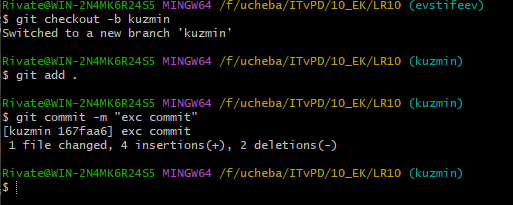 Rivate@WIN-2N4MK6R24S5 MINGW64 /f/ucheba/ITvPD/10_EK/LR10 (evstifeev)
$ git checkout -b kuzmin
Switched to a new branch 'kuzmin'
Rivate@WIN-2N4MK6R24S5 MINGW64 /f/ucheba/ITvPD/10_EK/LR10 (kuzmin)
$ git add .
Rivate@WIN-2N4MK6R24S5 MINGW64 /f/ucheba/ITvPD/10_EK/LR10 (kuzmin)
$ git commit -m "exc commit"
[kuzmin 167faa6] exc commit
1 file changed, 4 insertions(+), 2 deletions(-)
Rivate@WIN-2N4MK6R24S5 MINGW64 /f/ucheba/ITvPD/10_EK/LR10 (kuzmin)
$